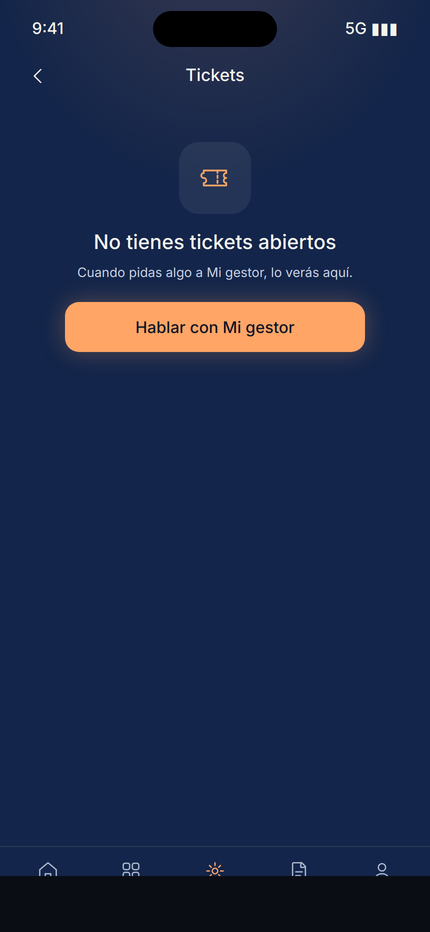 9:41
5G
Tickets
No tienes tickets abiertos
Cuando pidas algo a Mi gestor, lo verás aquí.
Hablar con Mi gestor